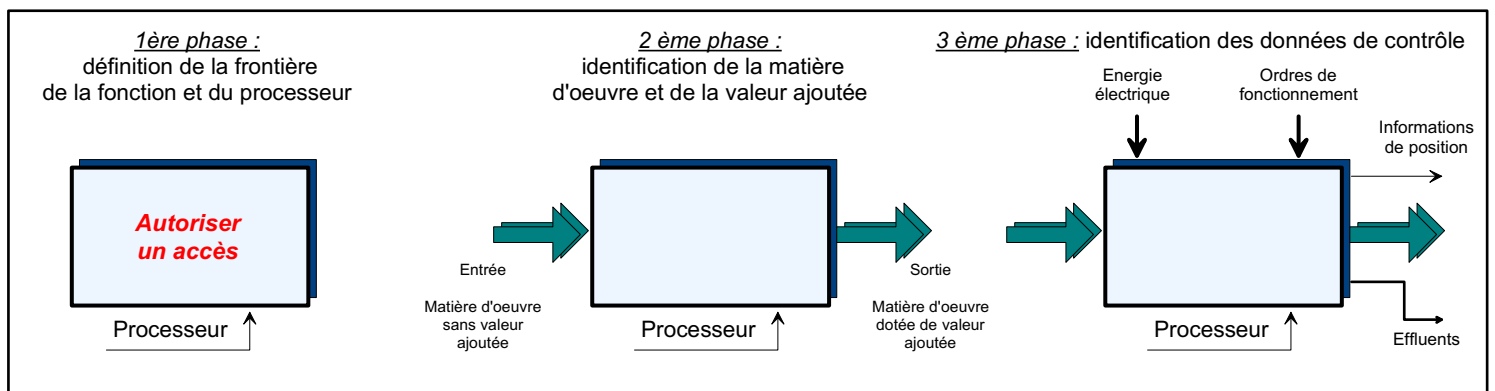 1ère phase :
définition de la frontière
de la fonction et du processeur
Autoriser
un accès
Processeur
2 ème phase :
identification de la matière
d'oeuvre et de la valeur ajoutée
Entrée
Matière d'oeuvre
sans valeur
ajoutée
Processeur
Sortie
Matière d'oeuvre
dotée de valeur
ajoutée
3 ème phase : identification des données de contrôle
Energie
électrique
Ordres de
fonctionnement
Informations
de position
Processeur
Effluents